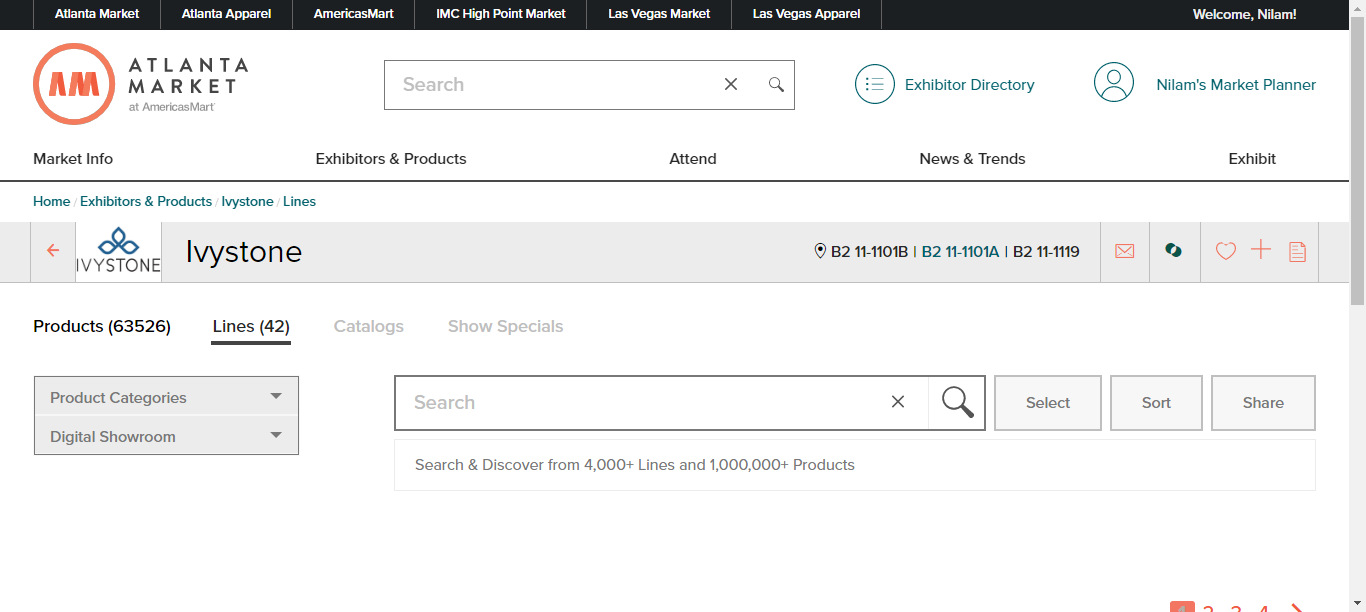 Atlanta Market Atlanta Apparel AmericasMart IMC High Point Market Las Vegas Market Las Vegas Apparel Welcome, Nilam!
AM ATLANTA MARKET
at AmericasMart
Search
Exhibitor Directory
Nilam's Market Planner
Market Info Exhibitors & Products Attend News & Trends Exhibit
Home / Exhibitors & Products / Ivystone / Lines
IVYSTONE
Ivystone
B2 11-1101B | B2 11-1101A | B2 11-1119
Products (63526) Lines (42) Catalogs Show Specials
Product Categories
Digital Showroom
Search
Select
Sort
Share
Search & Discover from 4,000+ Lines and 1,000,000+ Products